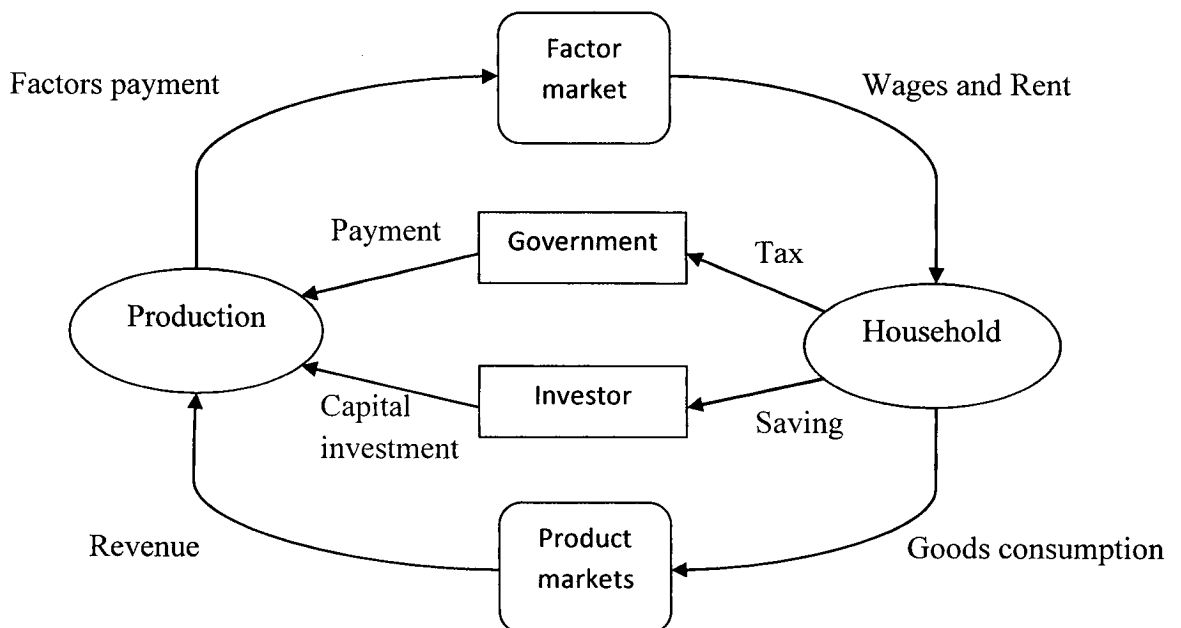 Factor
market
Factors payment
Wages and Rent
Payment
Government
Tax
Production
Household
Investor
Capital
investment
Saving
Revenue
Product
markets
Goods consumption